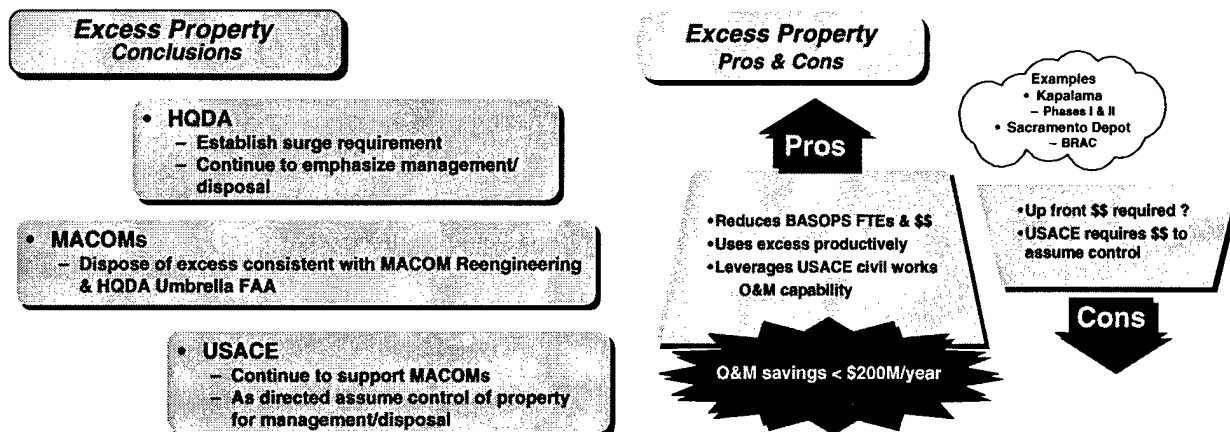 Excess Property
Conclusions
• HQDA
– Establish surge requirement
– Continue to emphasize management/
disposal
• MACOMs
– Dispose of excess consistent with MACOM Reengineering
& HQDA Umbrella FAA
• USACE
– Continue to support MACOMs
– As directed assume control of property
for management/disposal
Excess Property
Pros & Cons
Examples
• Kapalama
– Phases I & II
• Sacramento Depot
– BRAC
Pros
• Reduces BASOPS FTEs & $$
• Uses excess productively
• Leverages USACE civil works
O&M capability
O&M savings < $200M/year
• Up front $$ required ?
• USACE requires $$ to
assume control
Cons